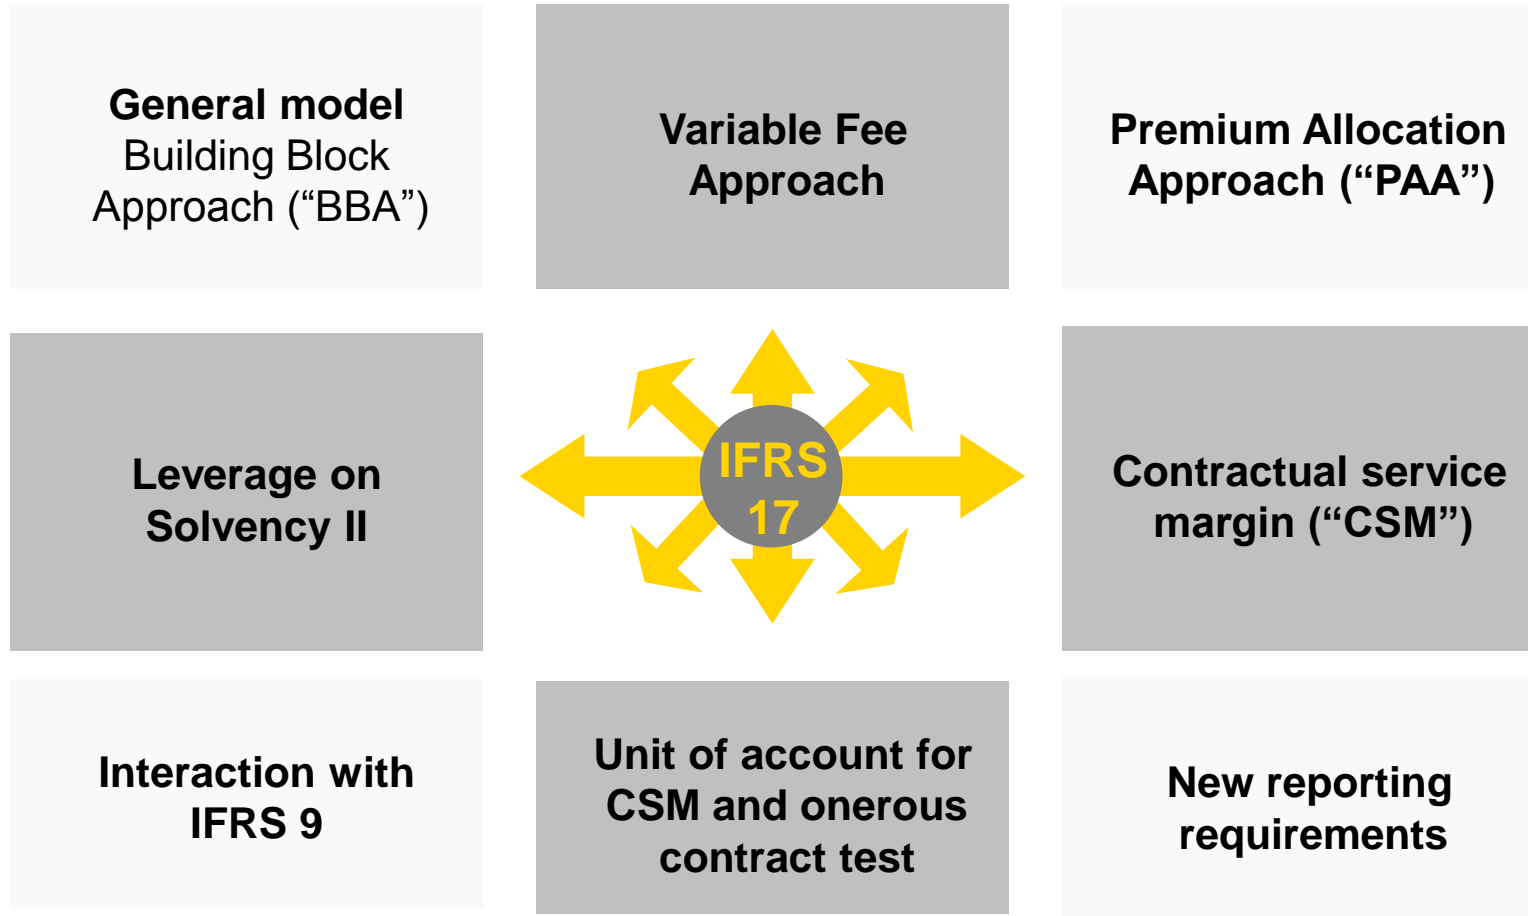 General model
Building Block
Approach (“BBA”)
Variable Fee
Approach
Premium Allocation
Approach (“PAA”)
Leverage on
Solvency II
IFRS
17
Contractual service
margin (“CSM”)
Interaction with
IFRS 9
Unit of account for
CSM and onerous
contract test
New reporting
requirements